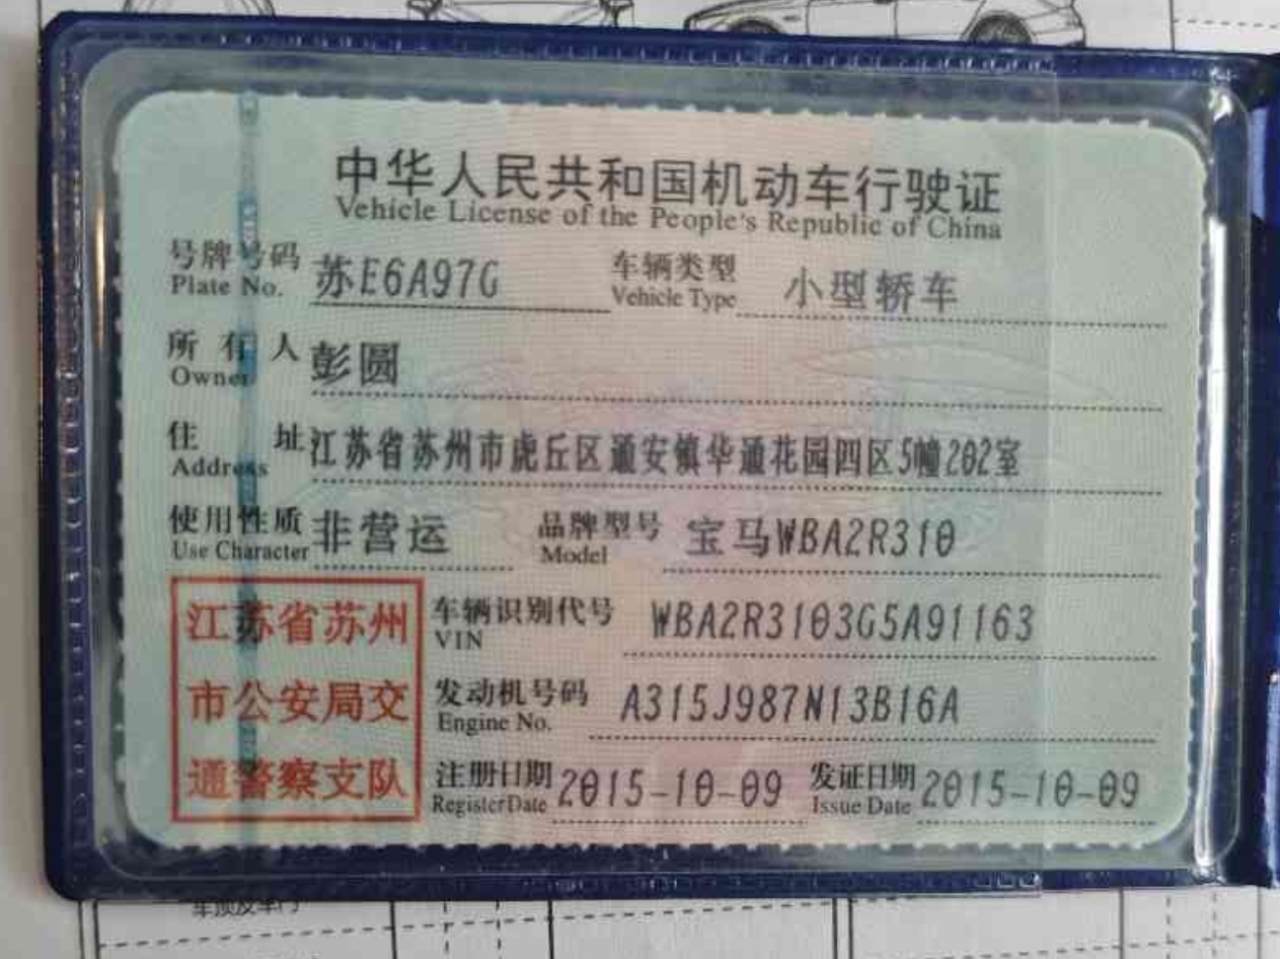 中华人民共和国机动车行驶证
Vehicle License of the People's Republic of China
号牌号码 苏E6A97G 车辆类型 小型轿车
Plate No. Vehicle Type
所有人 彭圆
Owner
住址 江苏省苏州市虎丘区通安镇华通花园四区5幢202室
Address
使用性质 非营运 品牌型号 宝马WBA2R310
Use Character Model
江苏省苏州
市公安局交
通警察支队
车辆识别代号 WBA2R3103G5A91163
VIN
发动机号码 A315J987N13B16A
Engine No.
注册日期 2015-10-09 发证日期 2015-10-09
Register Date Issue Date